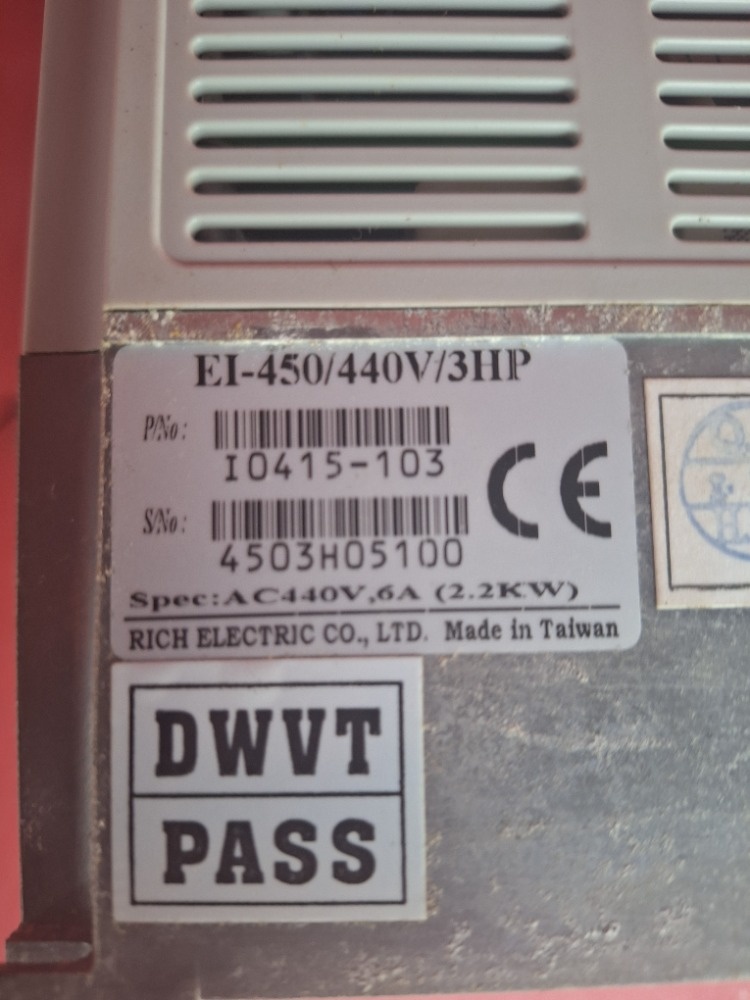 EI-450/440V/3HP
P/No:
I0415-103
S/No:
4503H05100
CE
Spec:AC440V,6A (2.2KW)
RICH ELECTRIC CO., LTD. Made in Taiwan
DWVT
PASS